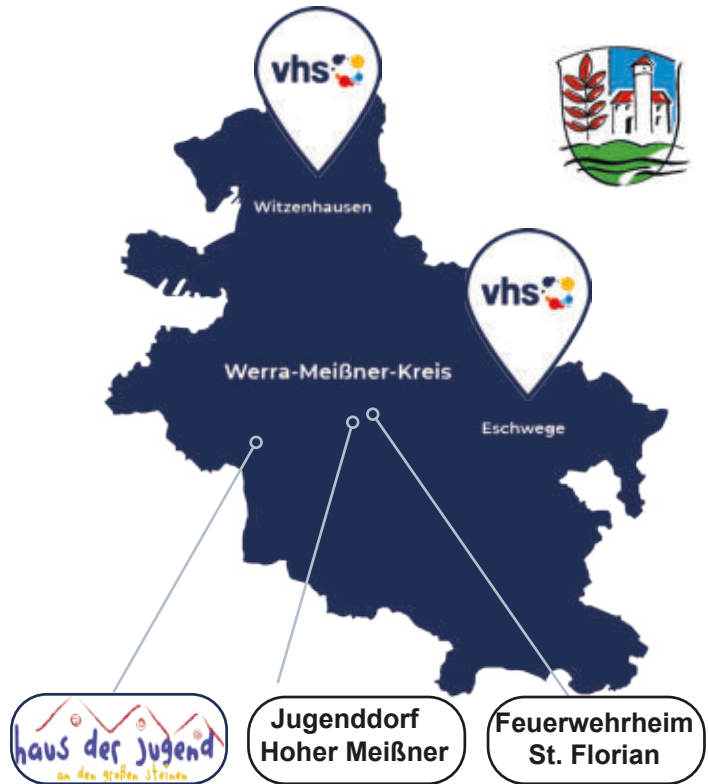 vhs
Witzenhausen
vhs
Werra-Meißner-Kreis
Eschwege
haus der jugend
an den großen steinen
Jugenddorf
Hoher Meißner
Feuerwehrheim
St. Florian